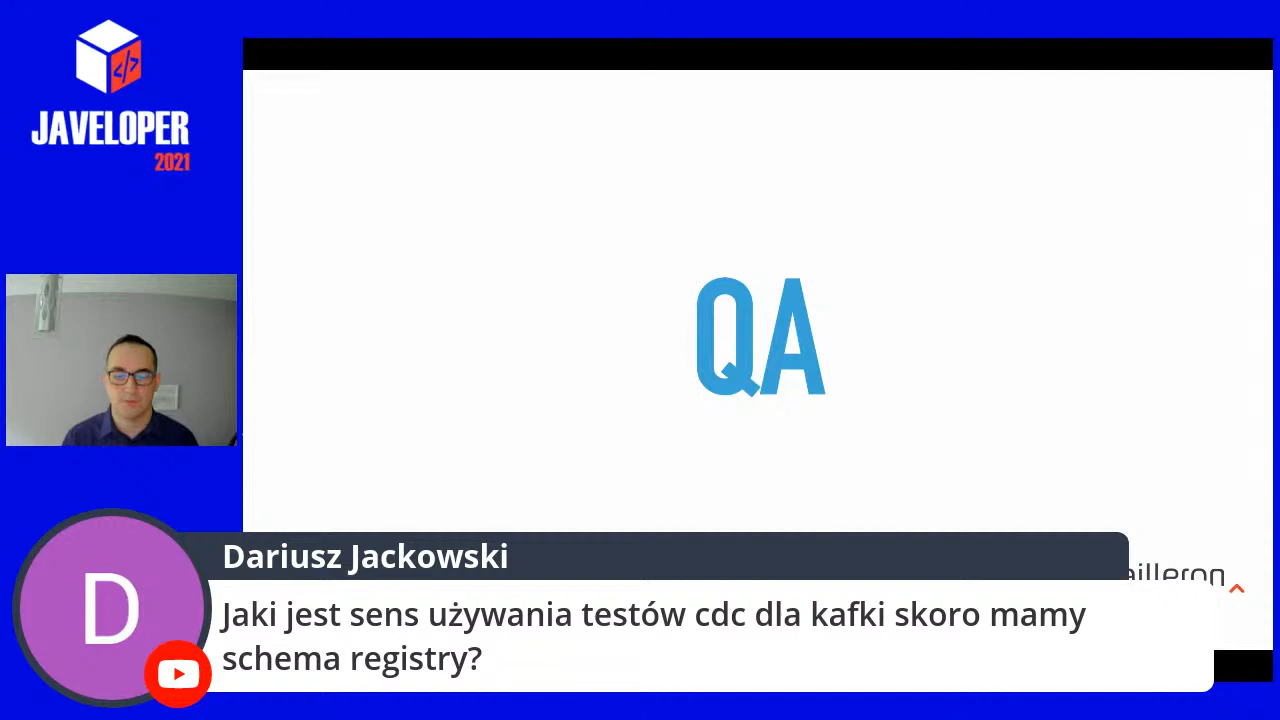 JAVELOPER
2021
QA
D
Dariusz Jackowski
Jaki jest sens używania testów cdc dla kafki skoro mamy
schema registry?